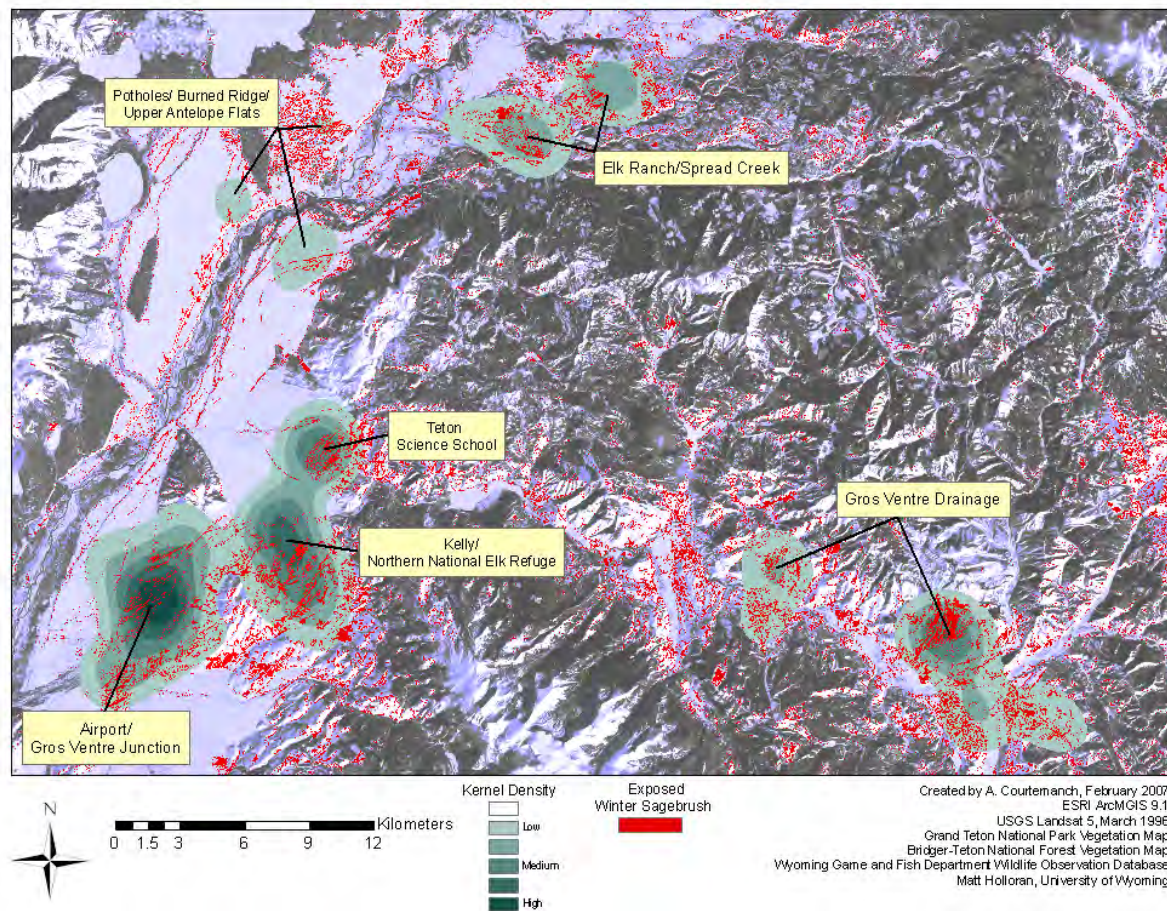 Potholes/ Burned Ridge/
Upper Antelope Flats
Elk Ranch/Spread Creek
Teton
Science School
Gros Ventre Drainage
Kelly/
Northern National Elk Refuge
Airport/
Gros Ventre Junction
N
Kilometers
0 1.5 3 6 9 12
Kernel Density
Low
Medium
High
Exposed
Winter Sagebrush
Created by A. Courtemanch, February 2007
ESRI ArcMGIS 9.1
USGS Landsat 5, March 1996
Grand Teton National Park Vegetation Map
Bridger-Teton National Forest Vegetation Map
Wyoming Game and Fish Department Wildlife Observation Database
Matt Holloran, University of Wyoming